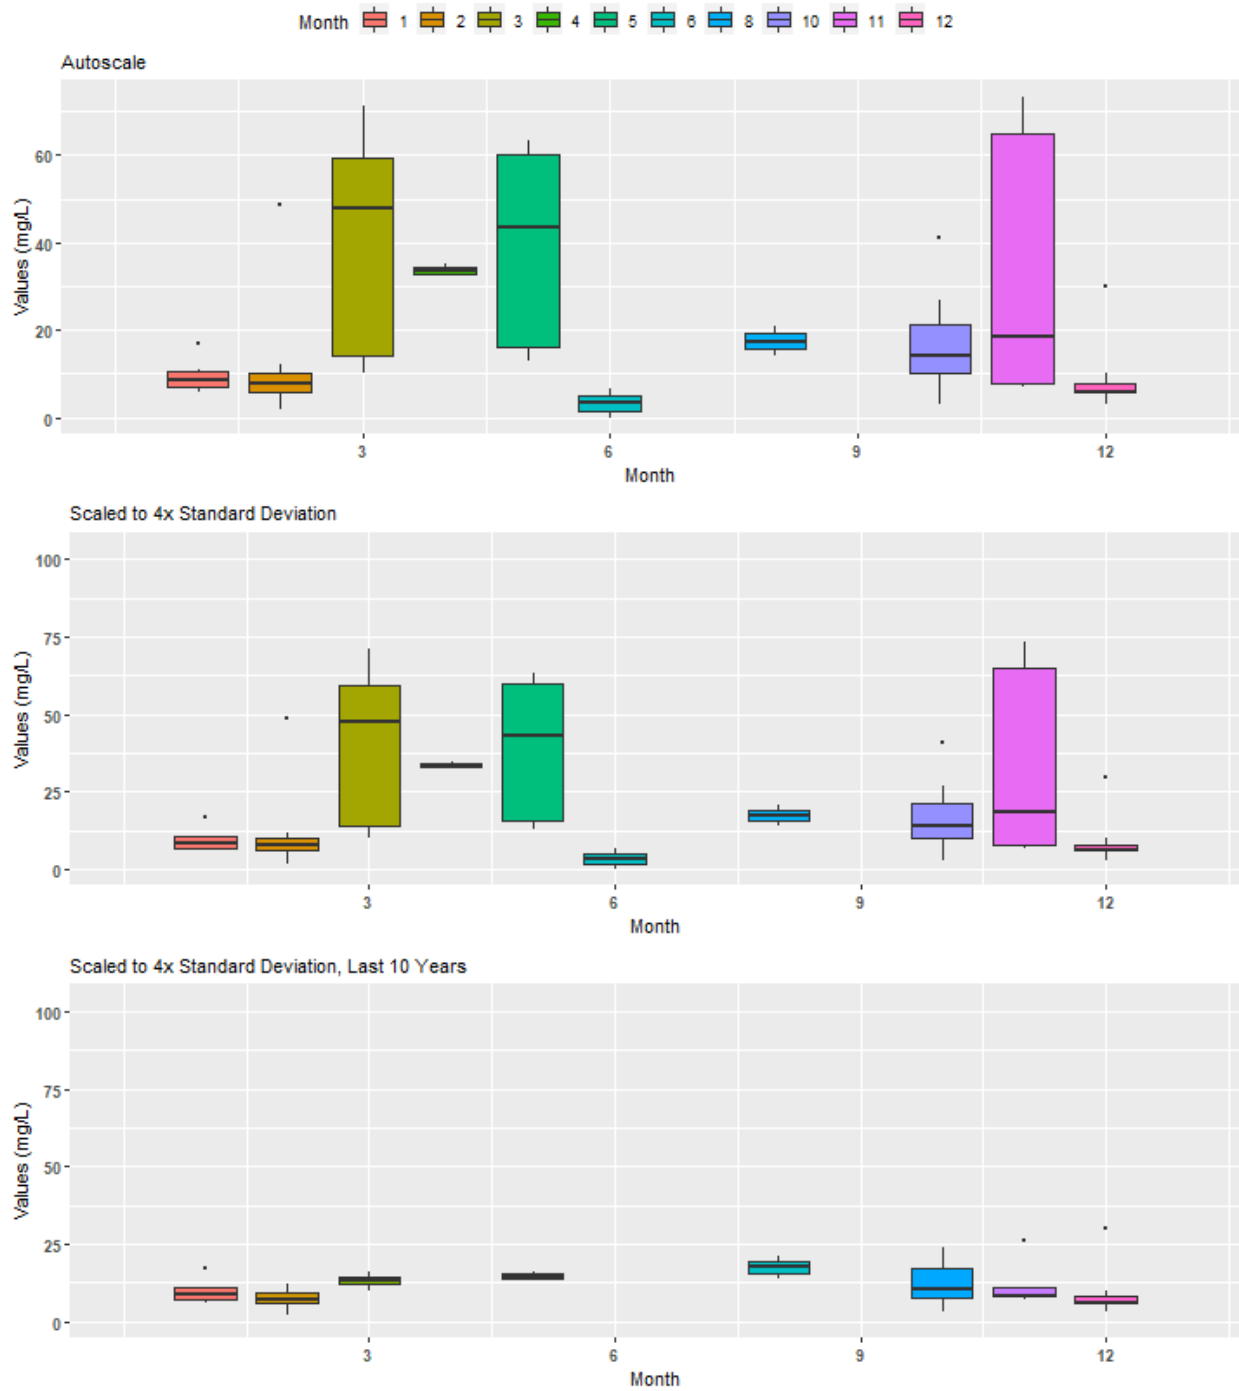 Month 1 2 3 4 5 6 8 10 11 12
Autoscale
Values (mg/L)
60
40
20
0
3 6 9 12
Month
Scaled to 4x Standard Deviation
Values (mg/L)
100
75
50
25
0
3 6 9 12
Month
Scaled to 4x Standard Deviation, Last 10 Years
Values (mg/L)
100
75
50
25
0
3 6 9 12
Month